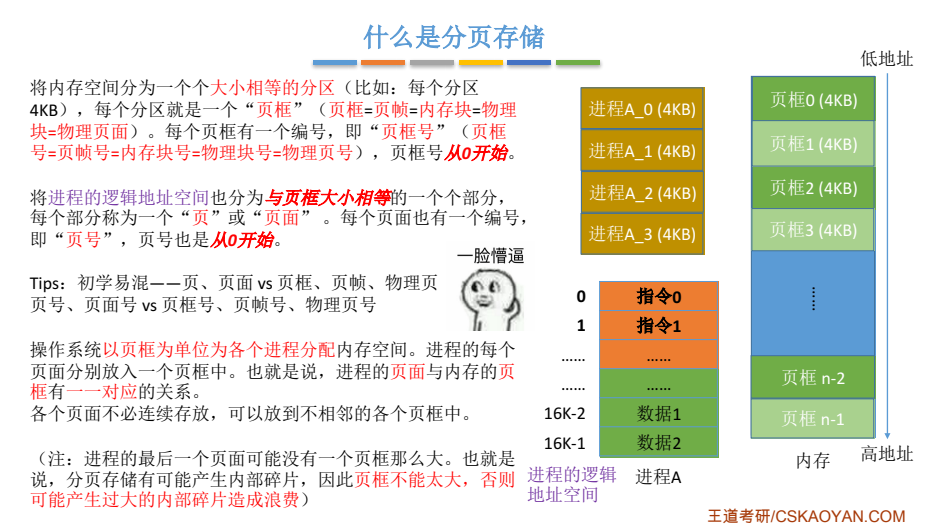 什么是分页存储
将内存空间分为一个个大小相等的分区（比如：每个分区
4KB），每个分区就是一个“页框”（页框=页帧=内存块=物理
块=物理页面）。每个页框有一个编号，即“页框号”（页框
号=页帧号=内存块号=物理块号=物理页号），页框号从0开始。
将进程的逻辑地址空间也分为与页框大小相等的一个个部分，
每个部分称为一个“页”或“页面” 。每个页面也有一个编号，
即“页号”，页号也是从0开始。
Tips：初学易混——页、页面 vs 页框、页帧、物理页
页号、页面号 vs 页框号、页帧号、物理页号
操作系统以页框为单位为各个进程分配内存空间。进程的每个
页面分别放入一个页框中。也就是说，进程的页面与内存的页
框有一一对应的关系。
各个页面不必连续存放，可以放到不相邻的各个页框中。
（注：进程的最后一个页面可能没有一个页框那么大。也就是
说，分页存储有可能产生内部碎片，因此页框不能太大，否则
可能产生过大的内部碎片造成浪费）
一脸懵逼
进程A_0 (4KB)
进程A_1 (4KB)
进程A_2 (4KB)
进程A_3 (4KB)
0 指令0
1 指令1
…… ……
…… ……
16K-2 数据1
16K-1 数据2
进程的逻辑
地址空间
进程A
低地址
页框0 (4KB)
页框1 (4KB)
页框2 (4KB)
页框3 (4KB)
……
页框 n-2
页框 n-1
内存
高地址
王道考研/CSKAOYAN.COM